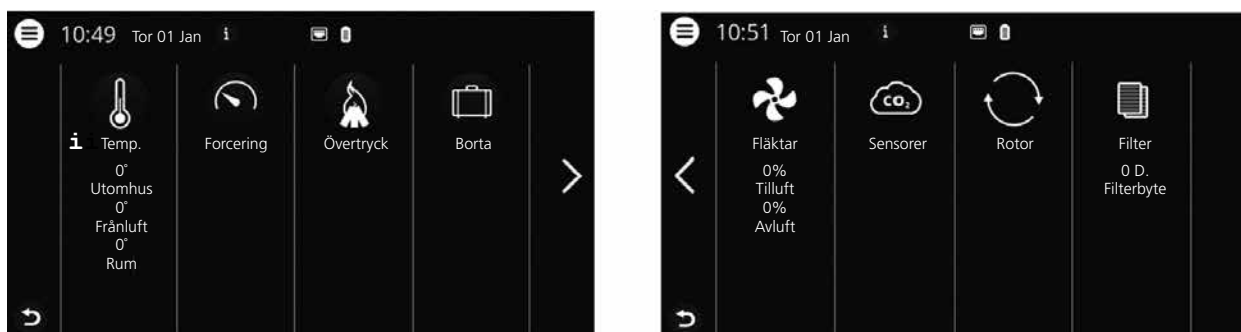 10:49 Tor 01 Jan i
i Temp.
0°
Utomhus
0°
Frånluft
0°
Rum
Forcering
Övertryck
Borta
10:51 Tor 01 Jan i
Fläktar
0%
Tilluft
0%
Avluft
CO₂
Sensorer
Rotor
Filter
0 D.
Filterbyte